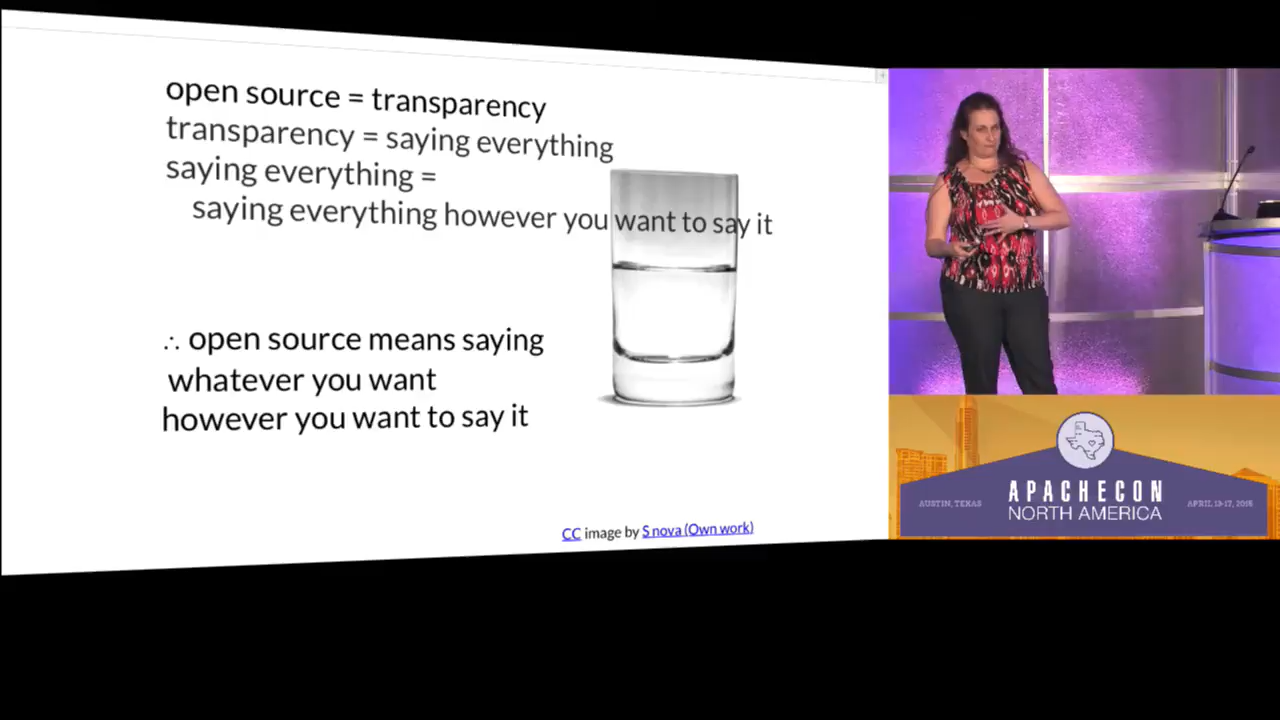 open source = transparency
transparency = saying everything
saying everything =
saying everything however you want to say it
∴ open source means saying
whatever you want
however you want to say it
CC image by S nova (Own work)
AUSTIN, TEXAS
APACHECON
NORTH AMERICA
APRIL 13-17, 2015